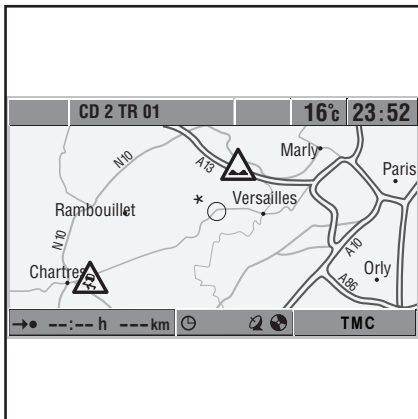 CD 2 TR 01 16°c 23:52
N10
A13
Marly
Paris
Versailles
Rambouillet
N10
A10
Chartres
Orly
A86
--:-- h --- km TMC